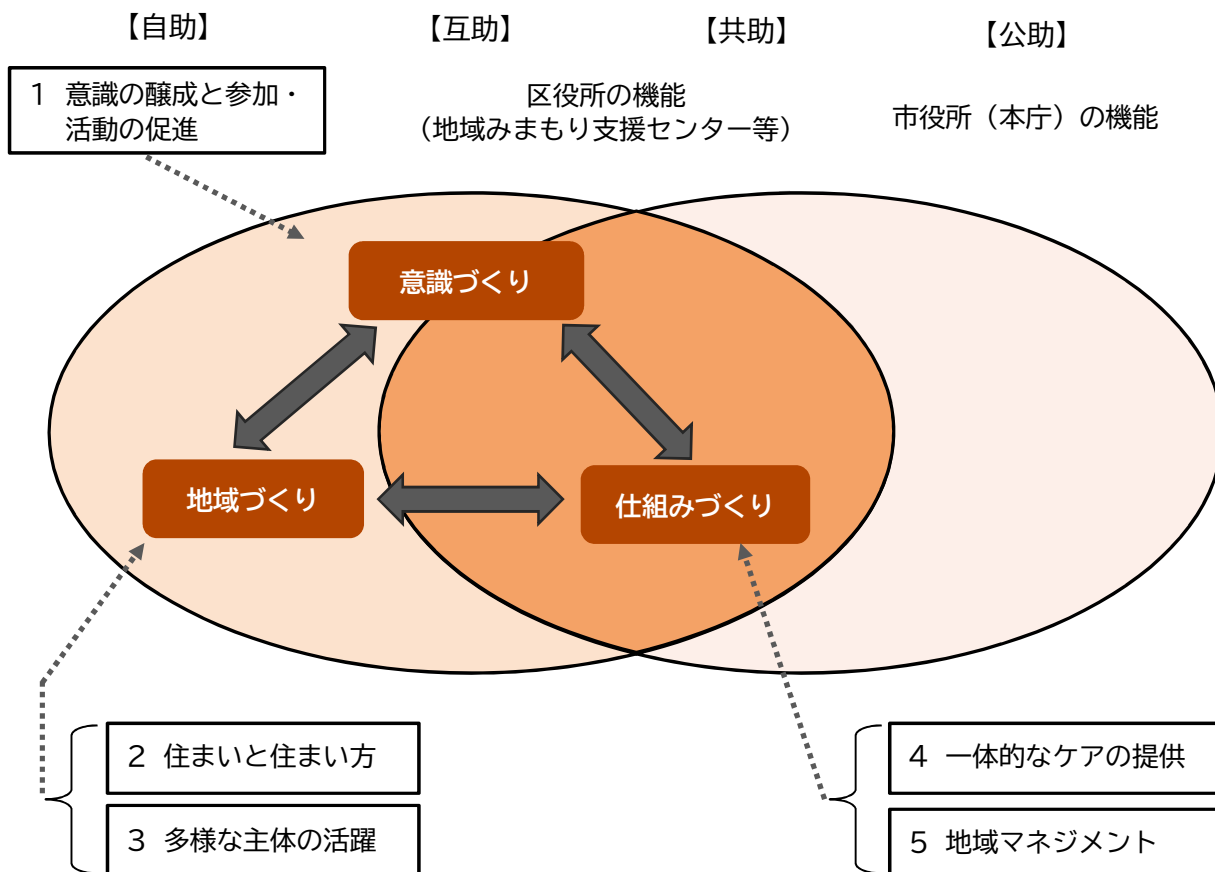 【自助】
【互助】
【共助】
【公助】
1 意識の醸成と参加・
活動の促進
区役所の機能
（地域みまもり支援センター等）
市役所（本庁）の機能
意識づくり
地域づくり
仕組みづくり
2 住まいと住まい方
3 多様な主体の活躍
4 一体的なケアの提供
5 地域マネジメント